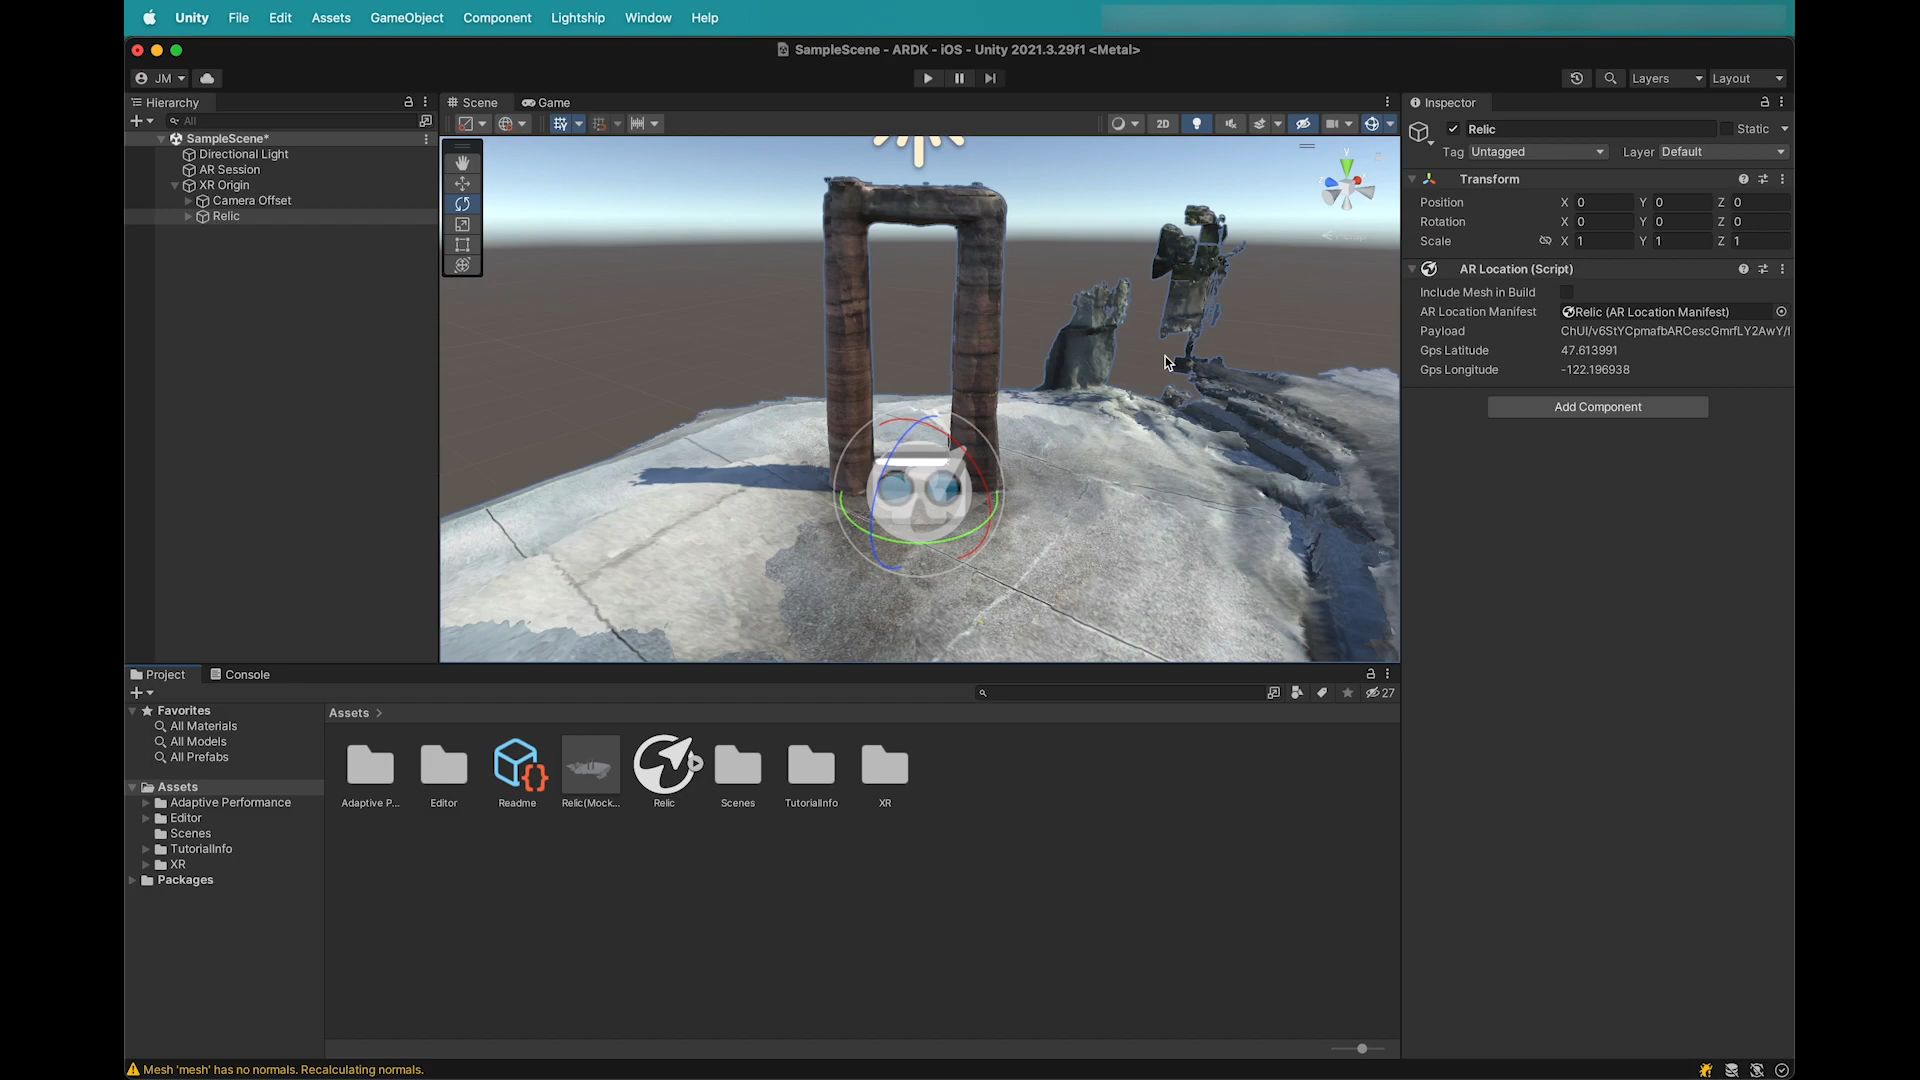 Unity File Edit Assets GameObject Component Lightship Window Help
SampleScene - ARDK - iOS - Unity 2021.3.29f1 <Metal>
JM
Layers Layout
Hierarchy
All
SampleScene*
Directional Light
AR Session
XR Origin
Camera Offset
Relic
Scene Game
2D
y
Persp
Inspector
Relic Static
Tag Untagged Layer Default
Transform
Position X 0 Y 0 Z 0
Rotation X 0 Y 0 Z 0
Scale X 1 Y 1 Z 1
AR Location (Script)
Include Mesh in Build
AR Location Manifest Relic (AR Location Manifest)
Payload ChUI/v6StYCpmafbARCescGmrfLY2AwY/
Gps Latitude 47.613991
Gps Longitude -122.196938
Add Component
Project Console
27
Favorites
All Materials
All Models
All Prefabs
Assets
Adaptive Performance
Editor
Scenes
TutorialInfo
XR
Packages
Assets >
Adaptive P... Editor Readme Relic(Mock... Relic Scenes TutorialInfo XR
Mesh 'mesh' has no normals. Recalculating normals.